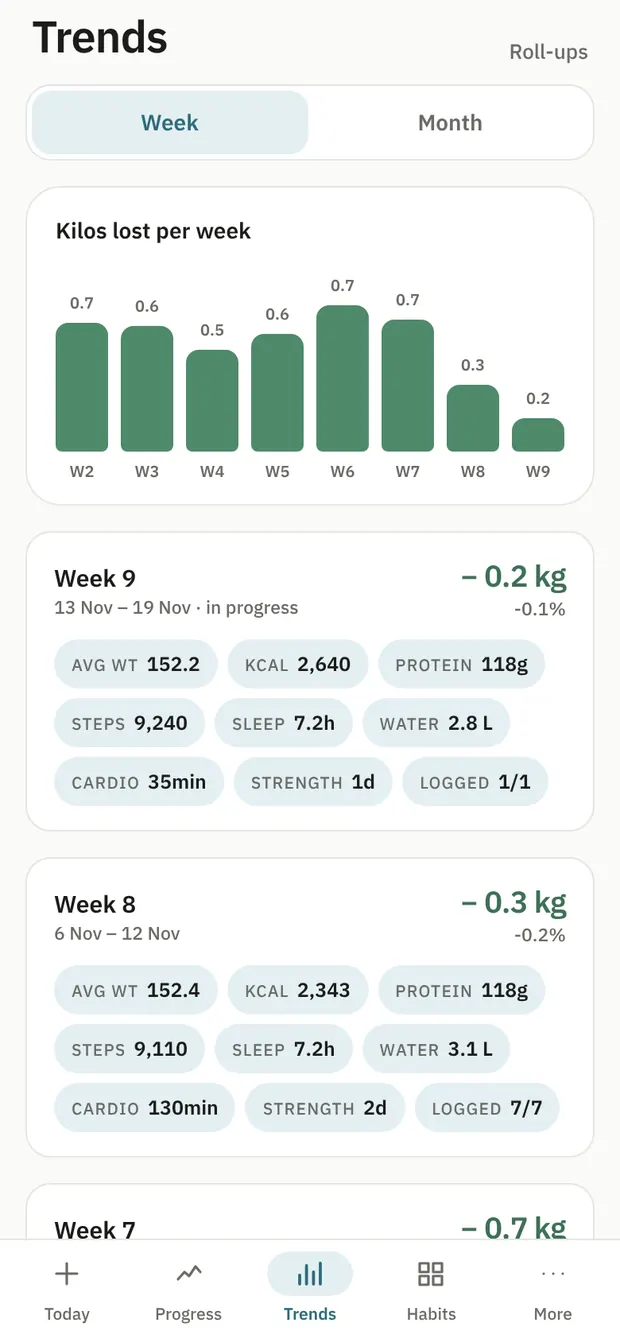 Trends
Roll-ups
Week Month
Kilos lost per week
0.7 0.6 0.5 0.6 0.7 0.7 0.3 0.2
W2 W3 W4 W5 W6 W7 W8 W9
Week 9 – 0.2 kg
13 Nov – 19 Nov · in progress -0.1%
AVG WT 152.2 KCAL 2,640 PROTEIN 118g
STEPS 9,240 SLEEP 7.2h WATER 2.8 L
CARDIO 35min STRENGTH 1d LOGGED 1/1
Week 8 – 0.3 kg
6 Nov – 12 Nov -0.2%
AVG WT 152.4 KCAL 2,343 PROTEIN 118g
STEPS 9,110 SLEEP 7.2h WATER 3.1 L
CARDIO 130min STRENGTH 2d LOGGED 7/7
Week 7 – 0.7 kg
Today Progress Trends Habits More